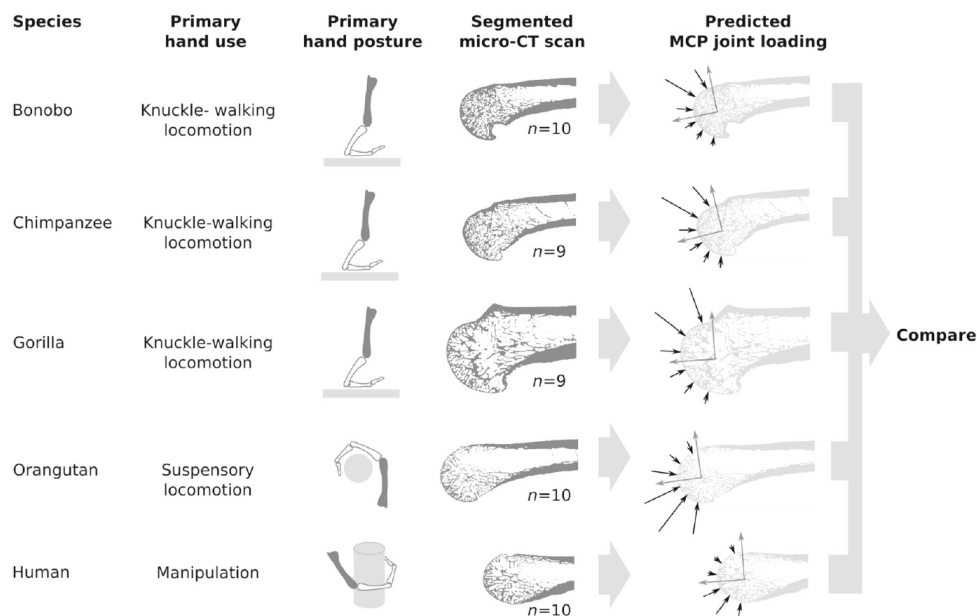 Species Primary Primary Segmented Predicted
hand use hand posture micro-CT scan MCP joint loading
Bonobo Knuckle- walking
locomotion n=10
Chimpanzee Knuckle-walking
locomotion n=9
Gorilla Knuckle-walking
locomotion n=9
Compare
Orangutan Suspensory
locomotion n=10
Human Manipulation
n=10